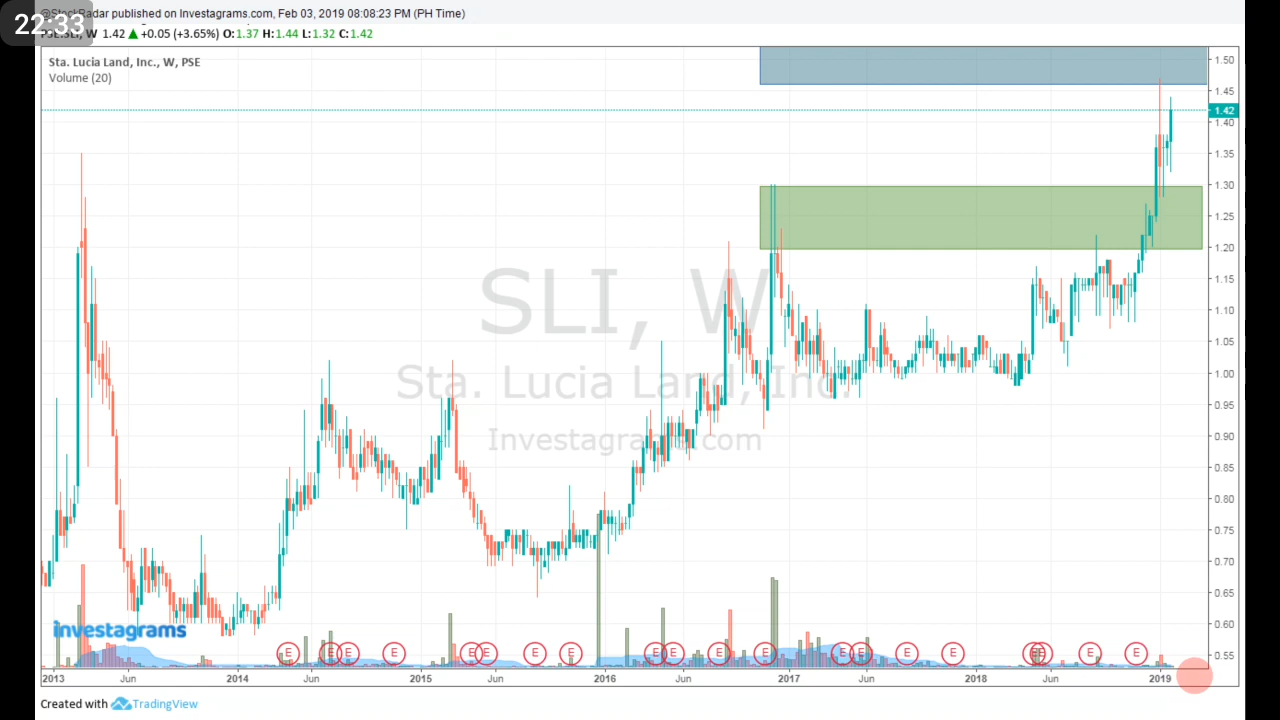 22:33
published on Investagrams.com, Feb 03, 2019 08:08:23 PM (PH Time)
W 1.42 ▲ +0.05 (+3.65%) O:1.37 H:1.44 L:1.32 C:1.42
Sta. Lucia Land, Inc., W, PSE
Volume (20)
1.50
1.45
1.42
1.40
1.35
1.30
1.25
1.20
1.15
1.10
1.05
1.00
0.95
0.90
0.85
0.80
0.75
0.70
0.65
0.60
0.55
SLI, W
Sta. Lucia Land, Inc.
Investagrams.com
investagrams
E E E E E E E E E E E E E E E E E E E E
2013 Jun 2014 Jun 2015 Jun 2016 Jun 2017 Jun 2018 Jun 2019
Created with TradingView